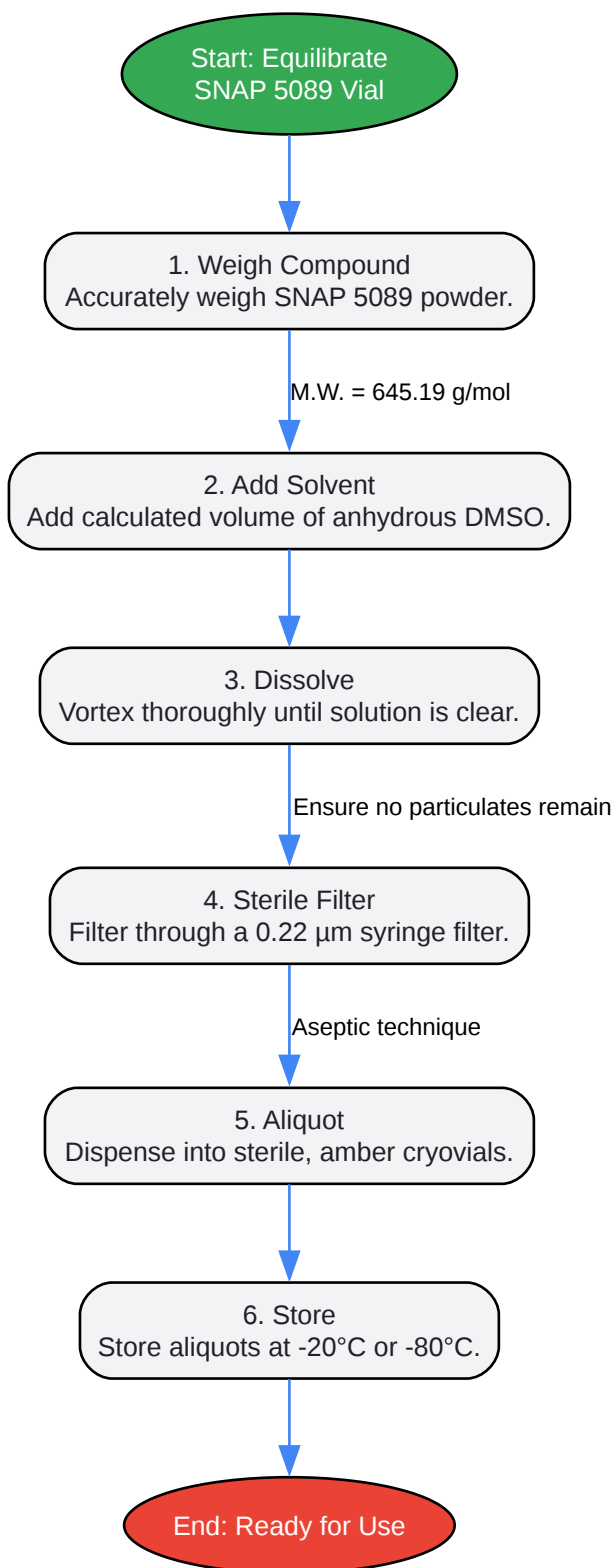 Start: Equilibrate
SNAP 5089 Vial
1. Weigh Compound
Accurately weigh SNAP 5089 powder.
M.W. = 645.19 g/mol
2. Add Solvent
Add calculated volume of anhydrous DMSO.
3. Dissolve
Vortex thoroughly until solution is clear.
Ensure no particulates remain
4. Sterile Filter
Filter through a 0.22 µm syringe filter.
Aseptic technique
5. Aliquot
Dispense into sterile, amber cryovials.
6. Store
Store aliquots at -20°C or -80°C.
End: Ready for Use